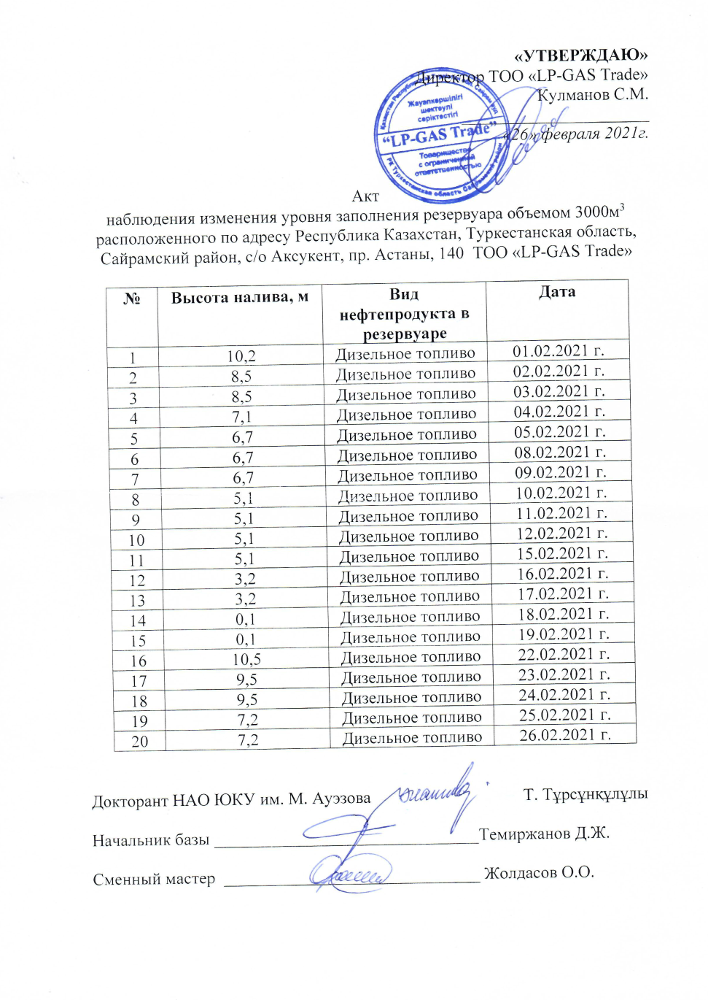 «УТВЕРЖДАЮ»
Директор ТОО «LP-GAS Trade»
Кулманов С.М.
«26» февраля 2021г.
Қазақстан Республикасы
Жауапкершілігі
шектеулі
серіктестігі
“LP-GAS Trade”
Товарищество
с ограниченной
ответственностью
РК Туркестанская область Сайрамский район
Акт
наблюдения изменения уровня заполнения резервуара объемом 3000м³
расположенного по адресу Республика Казахстан, Туркестанская область,
Сайрамский район, с/о Аксукент, пр. Астаны, 140 ТОО «LP-GAS Trade»
№ Высота налива, м Вид Дата
нефтепродукта в
резервуаре
1 10,2 Дизельное топливо 01.02.2021 г.
2 8,5 Дизельное топливо 02.02.2021 г.
3 8,5 Дизельное топливо 03.02.2021 г.
4 7,1 Дизельное топливо 04.02.2021 г.
5 6,7 Дизельное топливо 05.02.2021 г.
6 6,7 Дизельное топливо 08.02.2021 г.
7 6,7 Дизельное топливо 09.02.2021 г.
8 5,1 Дизельное топливо 10.02.2021 г.
9 5,1 Дизельное топливо 11.02.2021 г.
10 5,1 Дизельное топливо 12.02.2021 г.
11 5,1 Дизельное топливо 15.02.2021 г.
12 3,2 Дизельное топливо 16.02.2021 г.
13 3,2 Дизельное топливо 17.02.2021 г.
14 0,1 Дизельное топливо 18.02.2021 г.
15 0,1 Дизельное топливо 19.02.2021 г.
16 10,5 Дизельное топливо 22.02.2021 г.
17 9,5 Дизельное топливо 23.02.2021 г.
18 9,5 Дизельное топливо 24.02.2021 г.
19 7,2 Дизельное топливо 25.02.2021 г.
20 7,2 Дизельное топливо 26.02.2021 г.
Докторант НАО ЮКУ им. М. Ауэзова Т. Тұрсұнқұлұлы
Начальник базы Темиржанов Д.Ж.
Сменный мастер Жолдасов О.О.